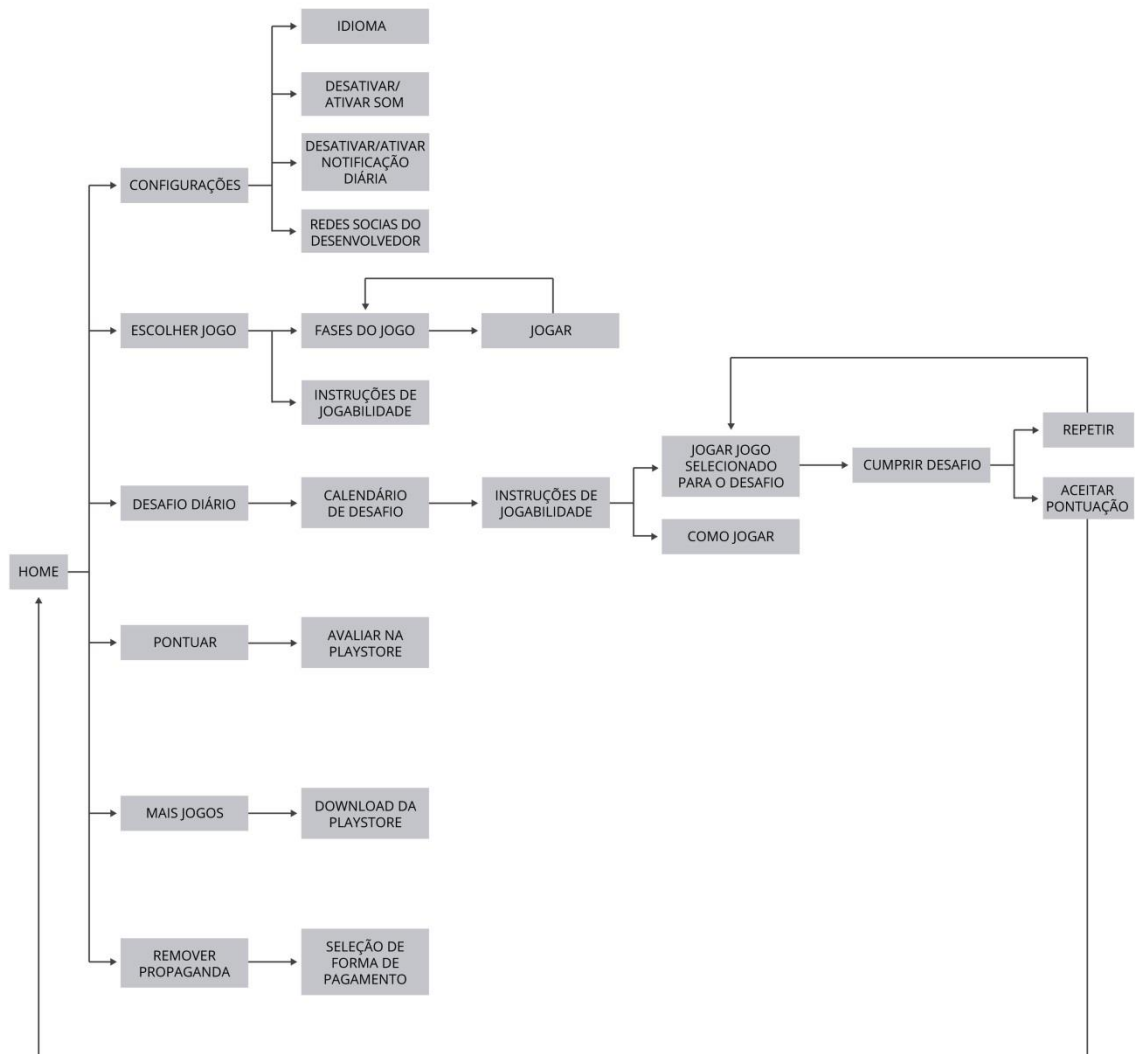 IDIOMA
DESATIVAR/
ATIVAR SOM
DESATIVAR/ATIVAR
NOTIFICAÇÃO
DIÁRIA
CONFIGURAÇÕES
REDES SOCIAS DO
DESENVOLVEDOR
ESCOLHER JOGO
FASES DO JOGO
JOGAR
INSTRUÇÕES DE
JOGABILIDADE
DESAFIO DIÁRIO
CALENDÁRIO
DE DESAFIO
INSTRUÇÕES DE
JOGABILIDADE
JOGAR JOGO
SELECIONADO
PARA O DESAFIO
COMO JOGAR
CUMPRIR DESAFIO
REPETIR
ACEITAR
PONTUAÇÃO
HOME
PONTUAR
AVALIAR NA
PLAYSTORE
MAIS JOGOS
DOWNLOAD DA
PLAYSTORE
REMOVER
PROPAGANDA
SELEÇÃO DE
FORMA DE
PAGAMENTO